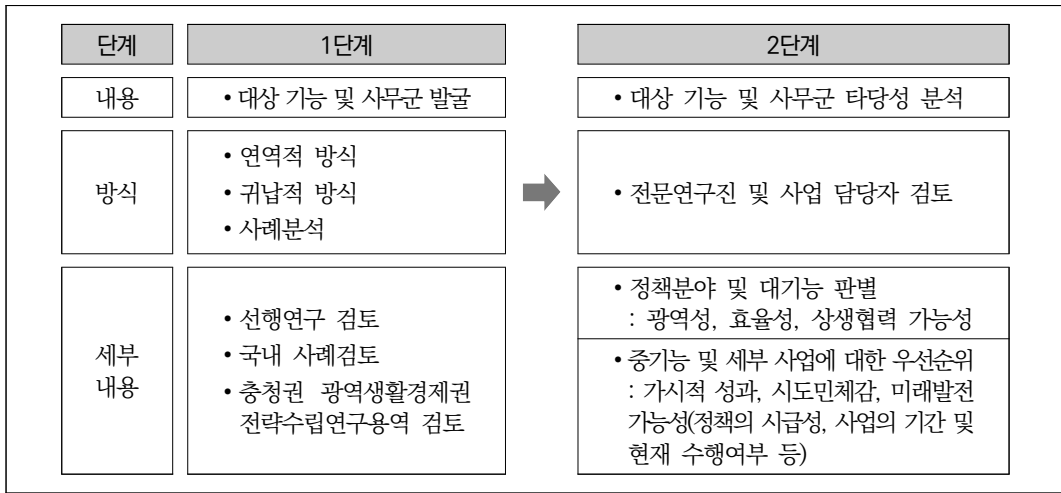 단계
1단계
2단계
내용
• 대상 기능 및 사무군 발굴
• 대상 기능 및 사무군 타당성 분석
방식
• 연역적 방식
• 귀납적 방식
• 사례분석
• 전문연구진 및 사업 담당자 검토
세부
내용
• 선행연구 검토
• 국내 사례검토
• 충청권 광역생활경제권
전략수립연구용역 검토
• 정책분야 및 대기능 판별
: 광역성, 효율성, 상생협력 가능성
• 중기능 및 세부 사업에 대한 우선순위
: 가시적 성과, 시도민체감, 미래발전
가능성(정책의 시급성, 사업의 기간 및
현재 수행여부 등)